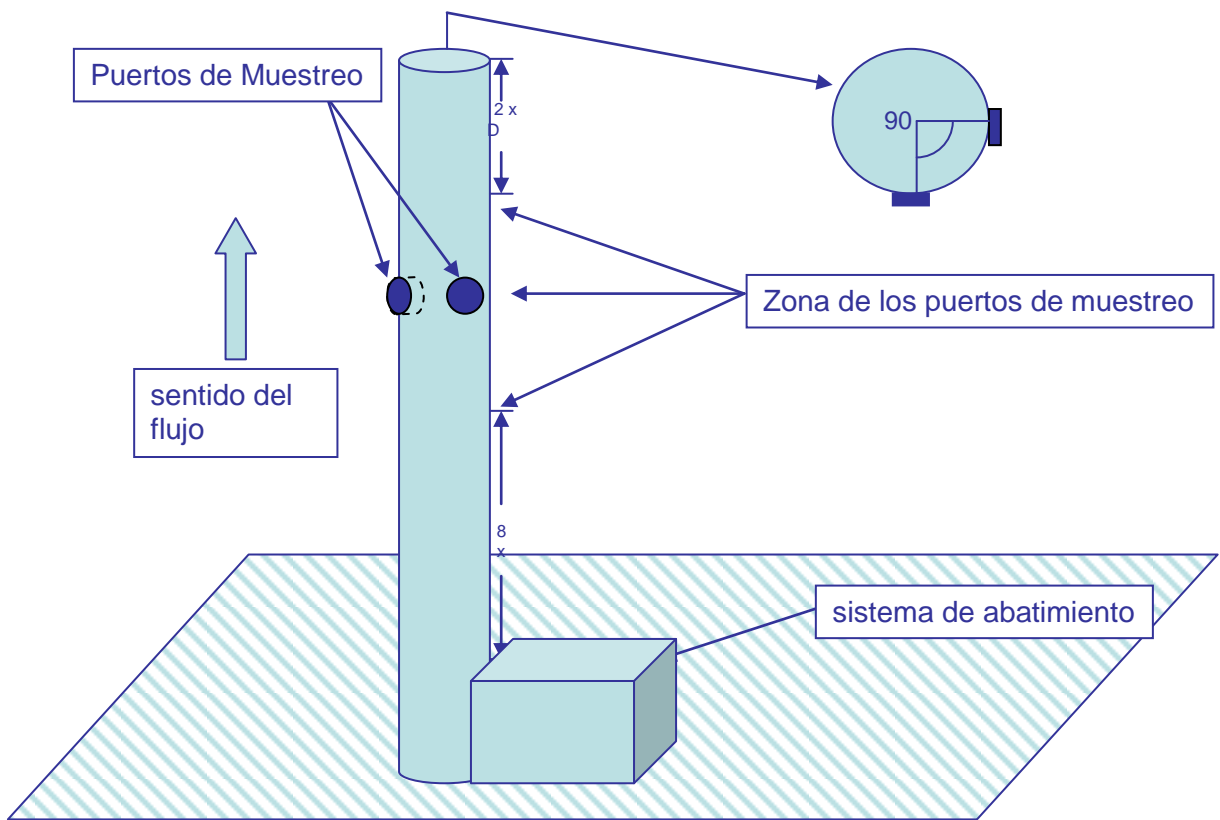 Puertos de Muestreo
2 x
D
90
Zona de los puertos de muestreo
sentido del
flujo
8
x
sistema de abatimiento